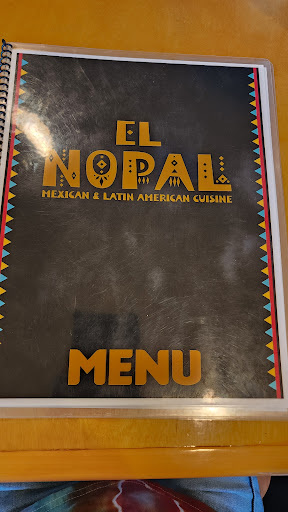 EL
NOPAL
MEXICAN & LATIN AMERICAN CUISINE
MENU